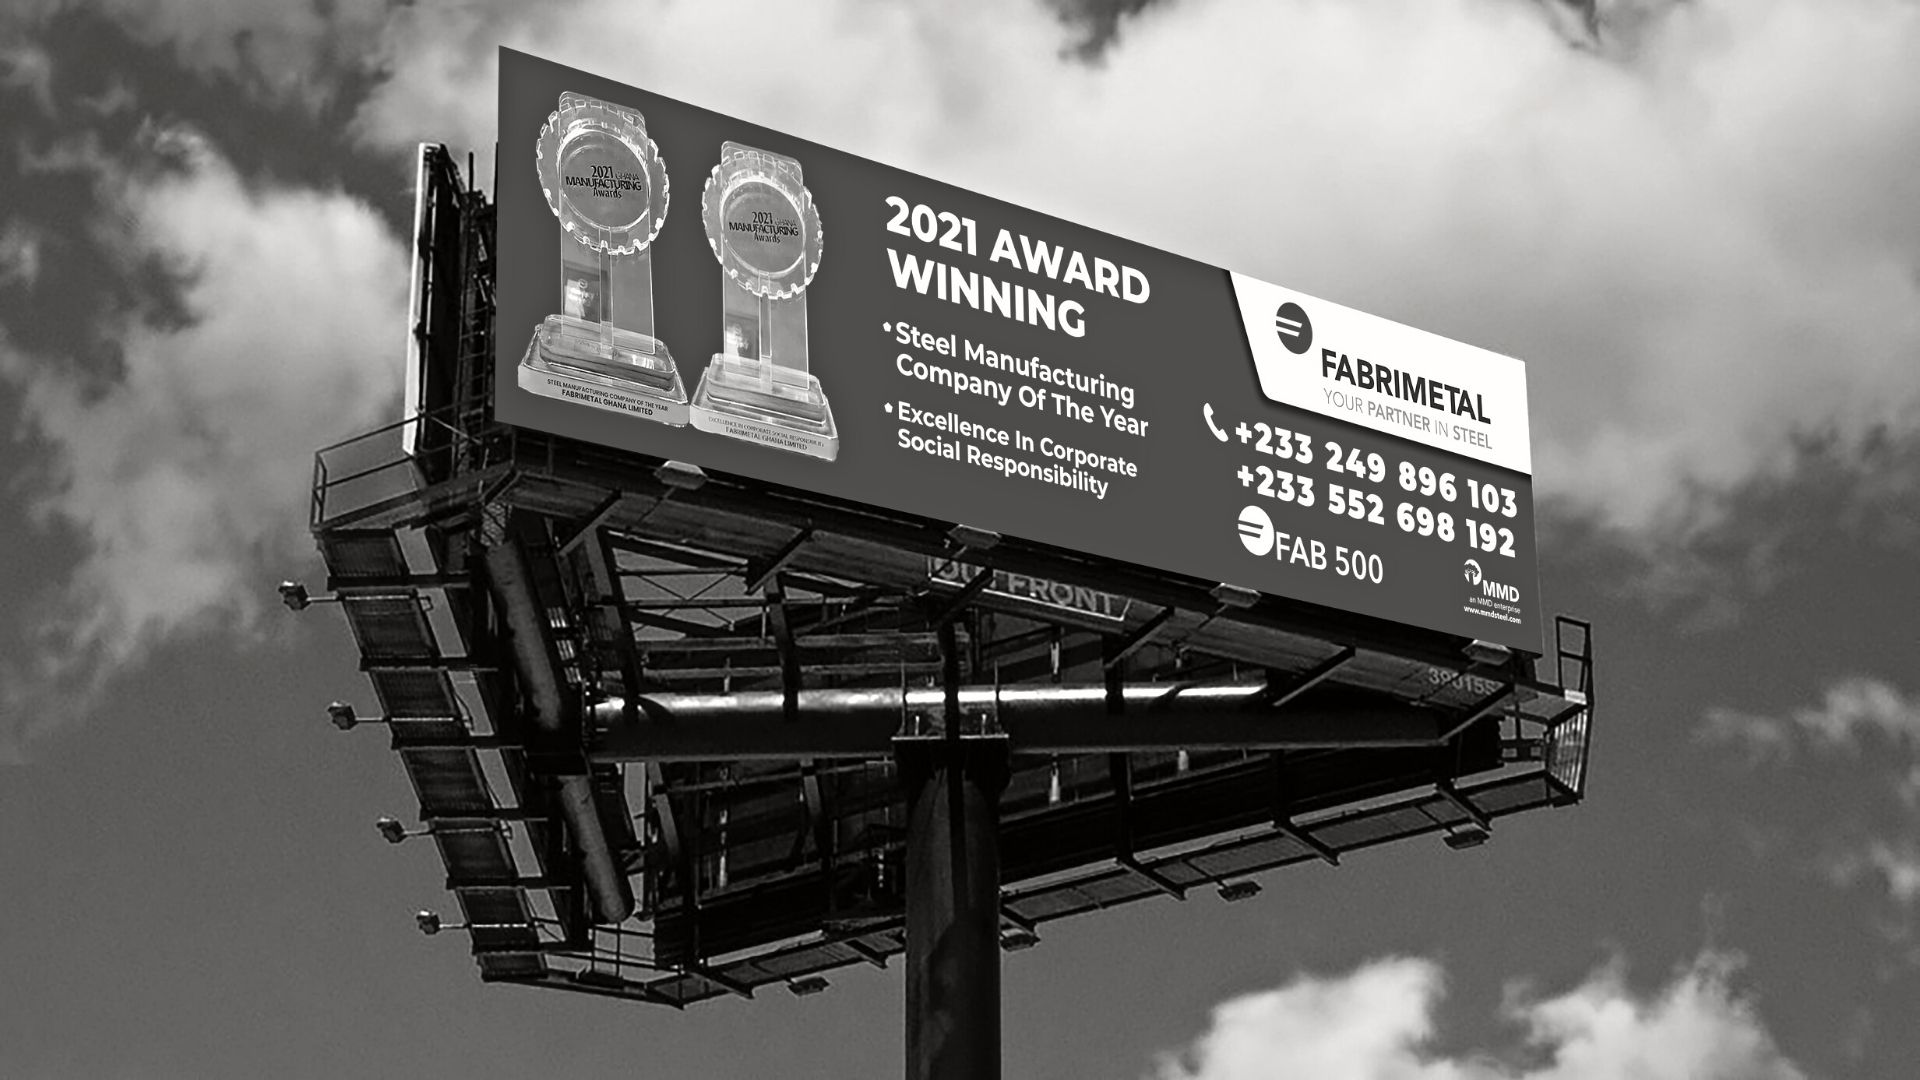 2021 GHANA
MANUFACTURING
Awards
STEEL MANUFACTURING COMPANY OF THE YEAR
FABRIMETAL GHANA LIMITED
2021 GHANA
MANUFACTURING
Awards
EXCELLENCE IN CORPORATE SOCIAL RESPONSIBILITY
FABRIMETAL GHANA LIMITED
2021 AWARD
WINNING
* Steel Manufacturing
Company Of The Year
* Excellence In Corporate
Social Responsibility
FABRIMETAL
YOUR PARTNER IN STEEL
+233 249 896 103
+233 552 698 192
FAB 500
MMD
an MMD enterprise
www.mmdsteel.com
OUTFRONT